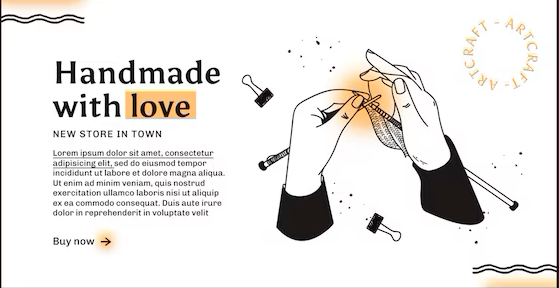 Handmade
with love
NEW STORE IN TOWN
Lorem ipsum dolor sit amet, consectetur
adipisicing elit, sed do eiusmod tempor
incididunt ut labore et dolore magna aliqua.
Ut enim ad minim veniam, quis nostrud
exercitation ullamco laboris nisi ut aliquip
ex ea commodo consequat. Duis aute irure
dolor in reprehenderit in voluptate velit
Buy now
ARTCRAFT - ARTCRAFT -